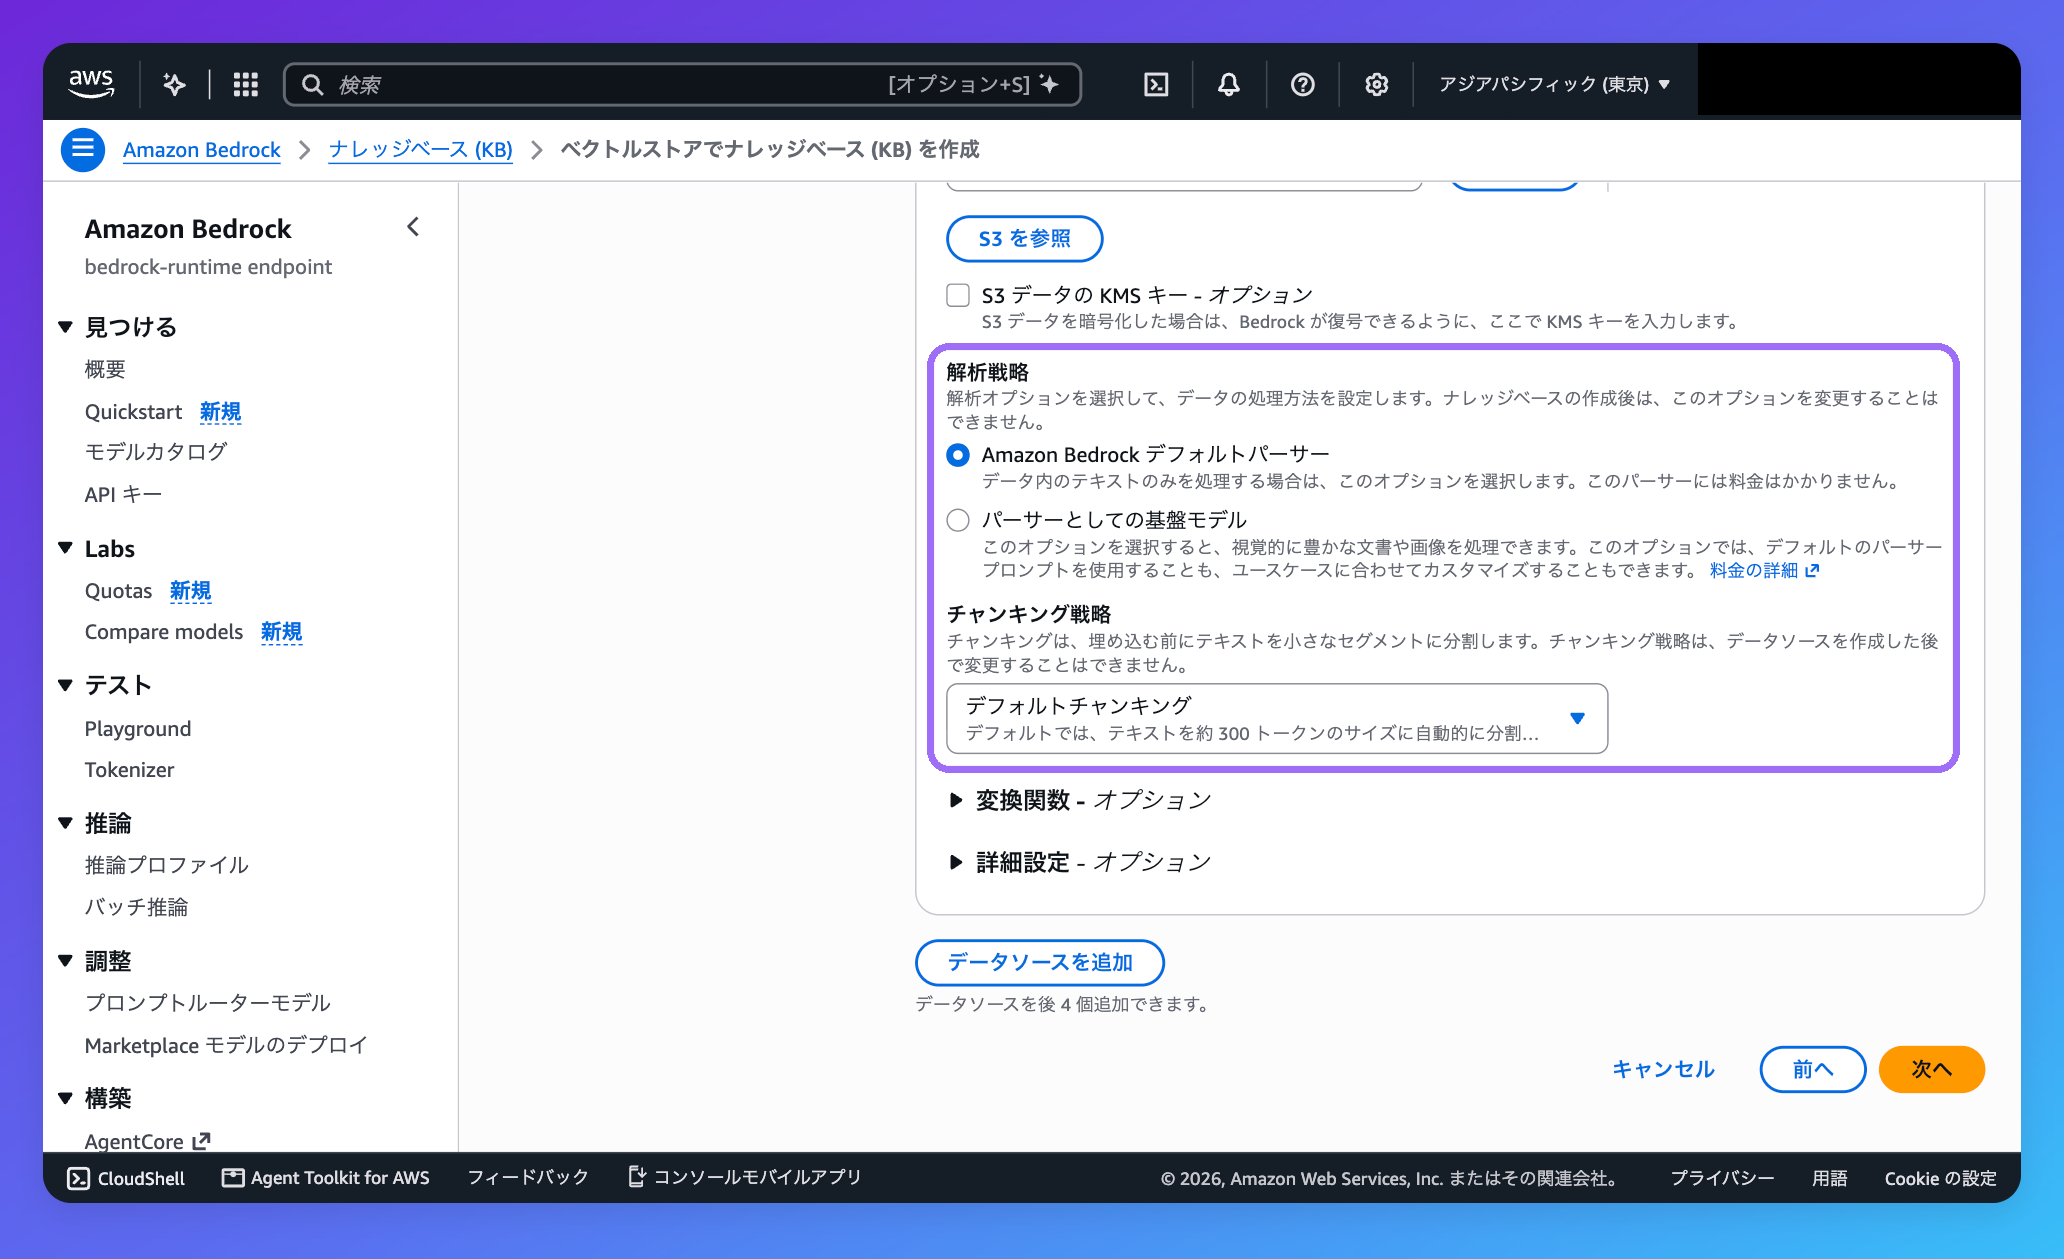 aws
検索
[オプション+S]
アジアパシフィック (東京) ▼
Amazon Bedrock
ナレッジベース (KB)
ベクトルストアでナレッジベース (KB) を作成
Amazon Bedrock
bedrock-runtime endpoint
見つける
概要
Quickstart 新規
モデルカタログ
API キー
Labs
Quotas 新規
Compare models 新規
テスト
Playground
Tokenizer
推論
推論プロファイル
バッチ推論
調整
プロンプトルーターモデル
Marketplace モデルのデプロイ
構築
AgentCore
S3 を参照
S3 データの KMS キー - オプション
S3 データを暗号化した場合は、Bedrock が復号できるように、ここで KMS キーを入力します。
解析戦略
解析オプションを選択して、データの処理方法を設定します。ナレッジベースの作成後は、このオプションを変更することは
できません。
Amazon Bedrock デフォルトパーサー
データ内のテキストのみを処理する場合は、このオプションを選択します。このパーサーには料金はかかりません。
パーサーとしての基盤モデル
このオプションを選択すると、視覚的に豊かな文書や画像を処理できます。このオプションでは、デフォルトのパーサー
プロンプトを使用することも、ユースケースに合わせてカスタマイズすることもできます。 料金の詳細
チャンキング戦略
チャンキングは、埋め込む前にテキストを小さなセグメントに分割します。チャンキング戦略は、データソースを作成した後
で変更することはできません。
デフォルトチャンキング
デフォルトでは、テキストを約 300 トークンのサイズに自動的に分割...
変換関数 - オプション
詳細設定 - オプション
データソースを追加
データソースを後 4 個追加できます。
キャンセル
前へ
次へ
CloudShell
Agent Toolkit for AWS
フィードバック
コンソールモバイルアプリ
© 2026, Amazon Web Services, Inc. またはその関連会社。
プライバシー
用語
Cookie の設定